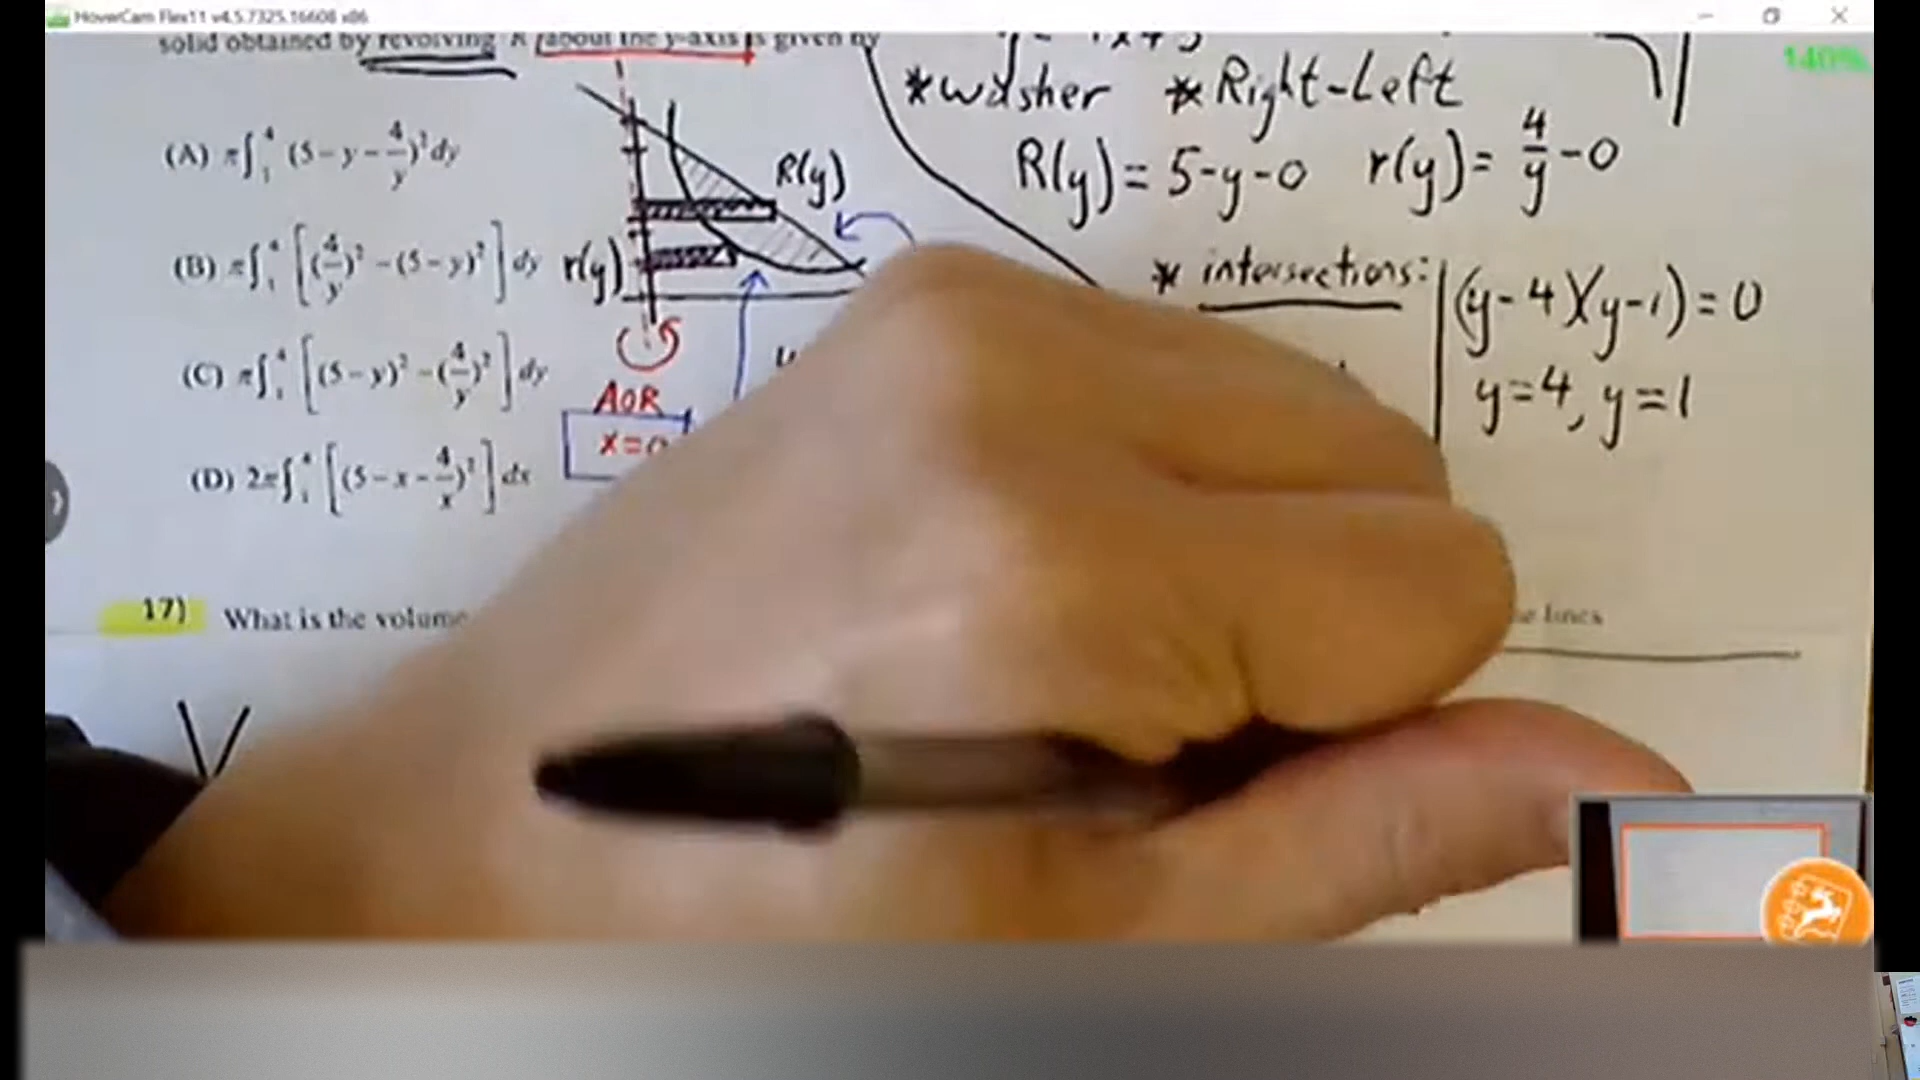 HoverCam Flex11 v4.5.7325.16608 x86
140%
solid obtained by revolving R about the y-axis is given by
(A) π∫₁⁴ (5 − y − 4/y)² dy
(B) π∫₁⁴ [(4/y)² − (5 − y)²] dy
(C) π∫₁⁴ [(5 − y)² − (4/y)²] dy
(D) 2π∫₁⁴ [(5 − x − 4/x)²] dx
R(y)
r(y)
AOR
x=0
*washer *Right-Left
R(y) = 5-y-0 r(y) = 4/y -0
* intersections:
(y-4)(y-1) = 0
y=4, y=1
17) What is the volume
lines